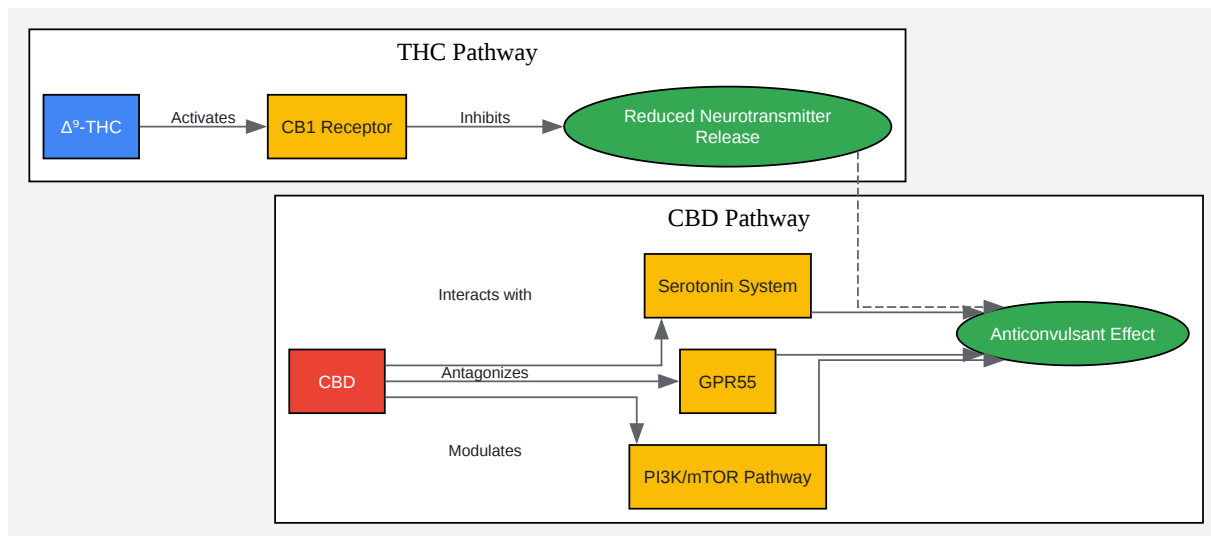 THC Pathway
Δ⁹-THC
Activates
CB1 Receptor
Inhibits
Reduced Neurotransmitter
Release
CBD Pathway
Interacts with
Serotonin System
Anticonvulsant Effect
CBD
Antagonizes
GPR55
Modulates
PI3K/mTOR Pathway